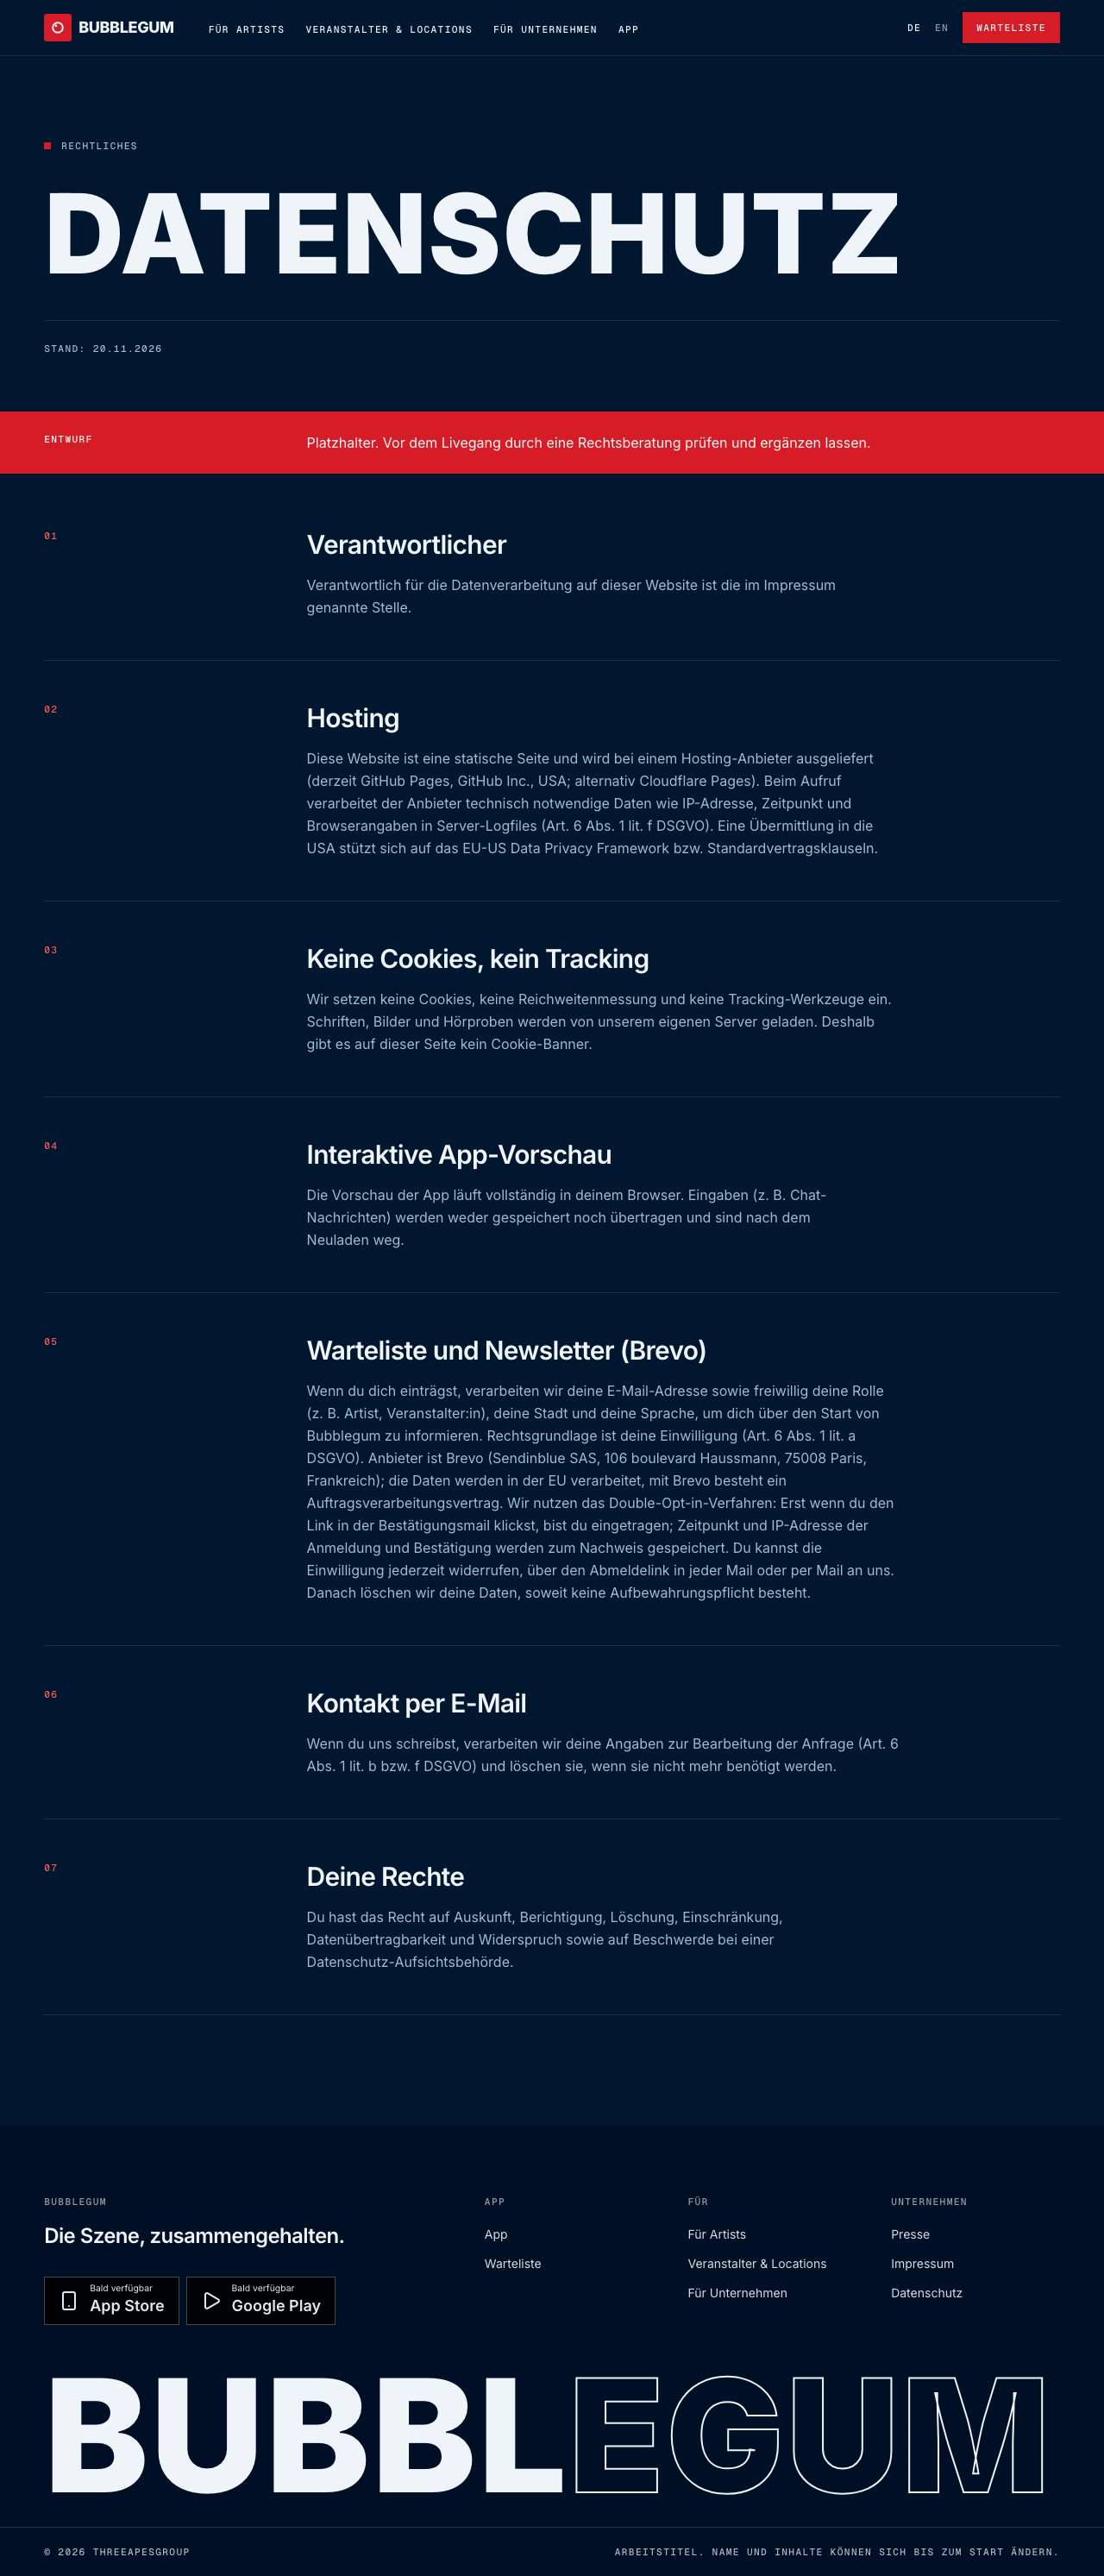 BUBBLEGUM
FÜR ARTISTS
VERANSTALTER & LOCATIONS
FÜR UNTERNEHMEN
APP
DE
EN
WARTELISTE
RECHTLICHES
DATENSCHUTZ
STAND: 20.11.2026
ENTWURF
Platzhalter. Vor dem Livegang durch eine Rechtsberatung prüfen und ergänzen lassen.
01
Verantwortlicher
Verantwortlich für die Datenverarbeitung auf dieser Website ist die im Impressum
genannte Stelle.
02
Hosting
Diese Website ist eine statische Seite und wird bei einem Hosting-Anbieter ausgeliefert
(derzeit GitHub Pages, GitHub Inc., USA; alternativ Cloudflare Pages). Beim Aufruf
verarbeitet der Anbieter technisch notwendige Daten wie IP-Adresse, Zeitpunkt und
Browserangaben in Server-Logfiles (Art. 6 Abs. 1 lit. f DSGVO). Eine Übermittlung in die
USA stützt sich auf das EU-US Data Privacy Framework bzw. Standardvertragsklauseln.
03
Keine Cookies, kein Tracking
Wir setzen keine Cookies, keine Reichweitenmessung und keine Tracking-Werkzeuge ein.
Schriften, Bilder und Hörproben werden von unserem eigenen Server geladen. Deshalb
gibt es auf dieser Seite kein Cookie-Banner.
04
Interaktive App-Vorschau
Die Vorschau der App läuft vollständig in deinem Browser. Eingaben (z. B. Chat-
Nachrichten) werden weder gespeichert noch übertragen und sind nach dem
Neuladen weg.
05
Warteliste und Newsletter (Brevo)
Wenn du dich einträgst, verarbeiten wir deine E-Mail-Adresse sowie freiwillig deine Rolle
(z. B. Artist, Veranstalter:in), deine Stadt und deine Sprache, um dich über den Start von
Bubblegum zu informieren. Rechtsgrundlage ist deine Einwilligung (Art. 6 Abs. 1 lit. a
DSGVO). Anbieter ist Brevo (Sendinblue SAS, 106 boulevard Haussmann, 75008 Paris,
Frankreich); die Daten werden in der EU verarbeitet, mit Brevo besteht ein
Auftragsverarbeitungsvertrag. Wir nutzen das Double-Opt-in-Verfahren: Erst wenn du den
Link in der Bestätigungsmail klickst, bist du eingetragen; Zeitpunkt und IP-Adresse der
Anmeldung und Bestätigung werden zum Nachweis gespeichert. Du kannst die
Einwilligung jederzeit widerrufen, über den Abmeldelink in jeder Mail oder per Mail an uns.
Danach löschen wir deine Daten, soweit keine Aufbewahrungspflicht besteht.
06
Kontakt per E-Mail
Wenn du uns schreibst, verarbeiten wir deine Angaben zur Bearbeitung der Anfrage (Art. 6
Abs. 1 lit. b bzw. f DSGVO) und löschen sie, wenn sie nicht mehr benötigt werden.
07
Deine Rechte
Du hast das Recht auf Auskunft, Berichtigung, Löschung, Einschränkung,
Datenübertragbarkeit und Widerspruch sowie auf Beschwerde bei einer
Datenschutz-Aufsichtsbehörde.
BUBBLEGUM
Die Szene, zusammengehalten.
Bald verfügbar
App Store
Bald verfügbar
Google Play
APP
App
Warteliste
FÜR
Für Artists
Veranstalter & Locations
Für Unternehmen
UNTERNEHMEN
Presse
Impressum
Datenschutz
BUBBLEGUM
© 2026 THREEAPESGROUP
ARBEITSTITEL. NAME UND INHALTE KÖNNEN SICH BIS ZUM START ÄNDERN.